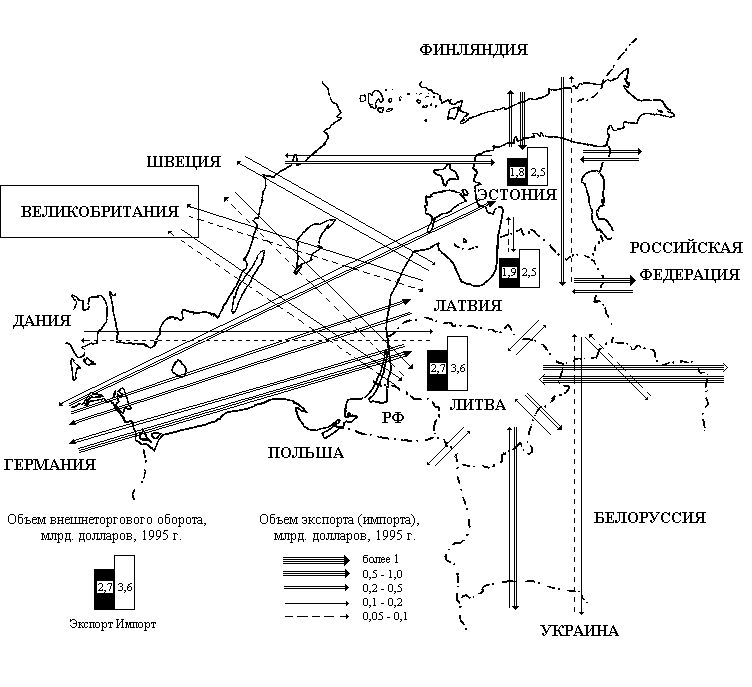 ФИНЛЯНДИЯ
ШВЕЦИЯ
1,8 2,5
ЭСТОНИЯ
ВЕЛИКОБРИТАНИЯ
РОССИЙСКАЯ
ФЕДЕРАЦИЯ
1,9 2,5
ЛАТВИЯ
ДАНИЯ
2,7 3,6
ЛИТВА
РФ
ПОЛЬША
ГЕРМАНИЯ
БЕЛОРУССИЯ
УКРАИНА
Объем внешнеторгового оборота,
млрд. долларов, 1995 г.
2,7 3,6
Экспорт Импорт
Объем экспорта (импорта),
млрд. долларов, 1995 г.
более 1
0,5 - 1,0
0,2 - 0,5
0,1 - 0,2
0,05 - 0,1